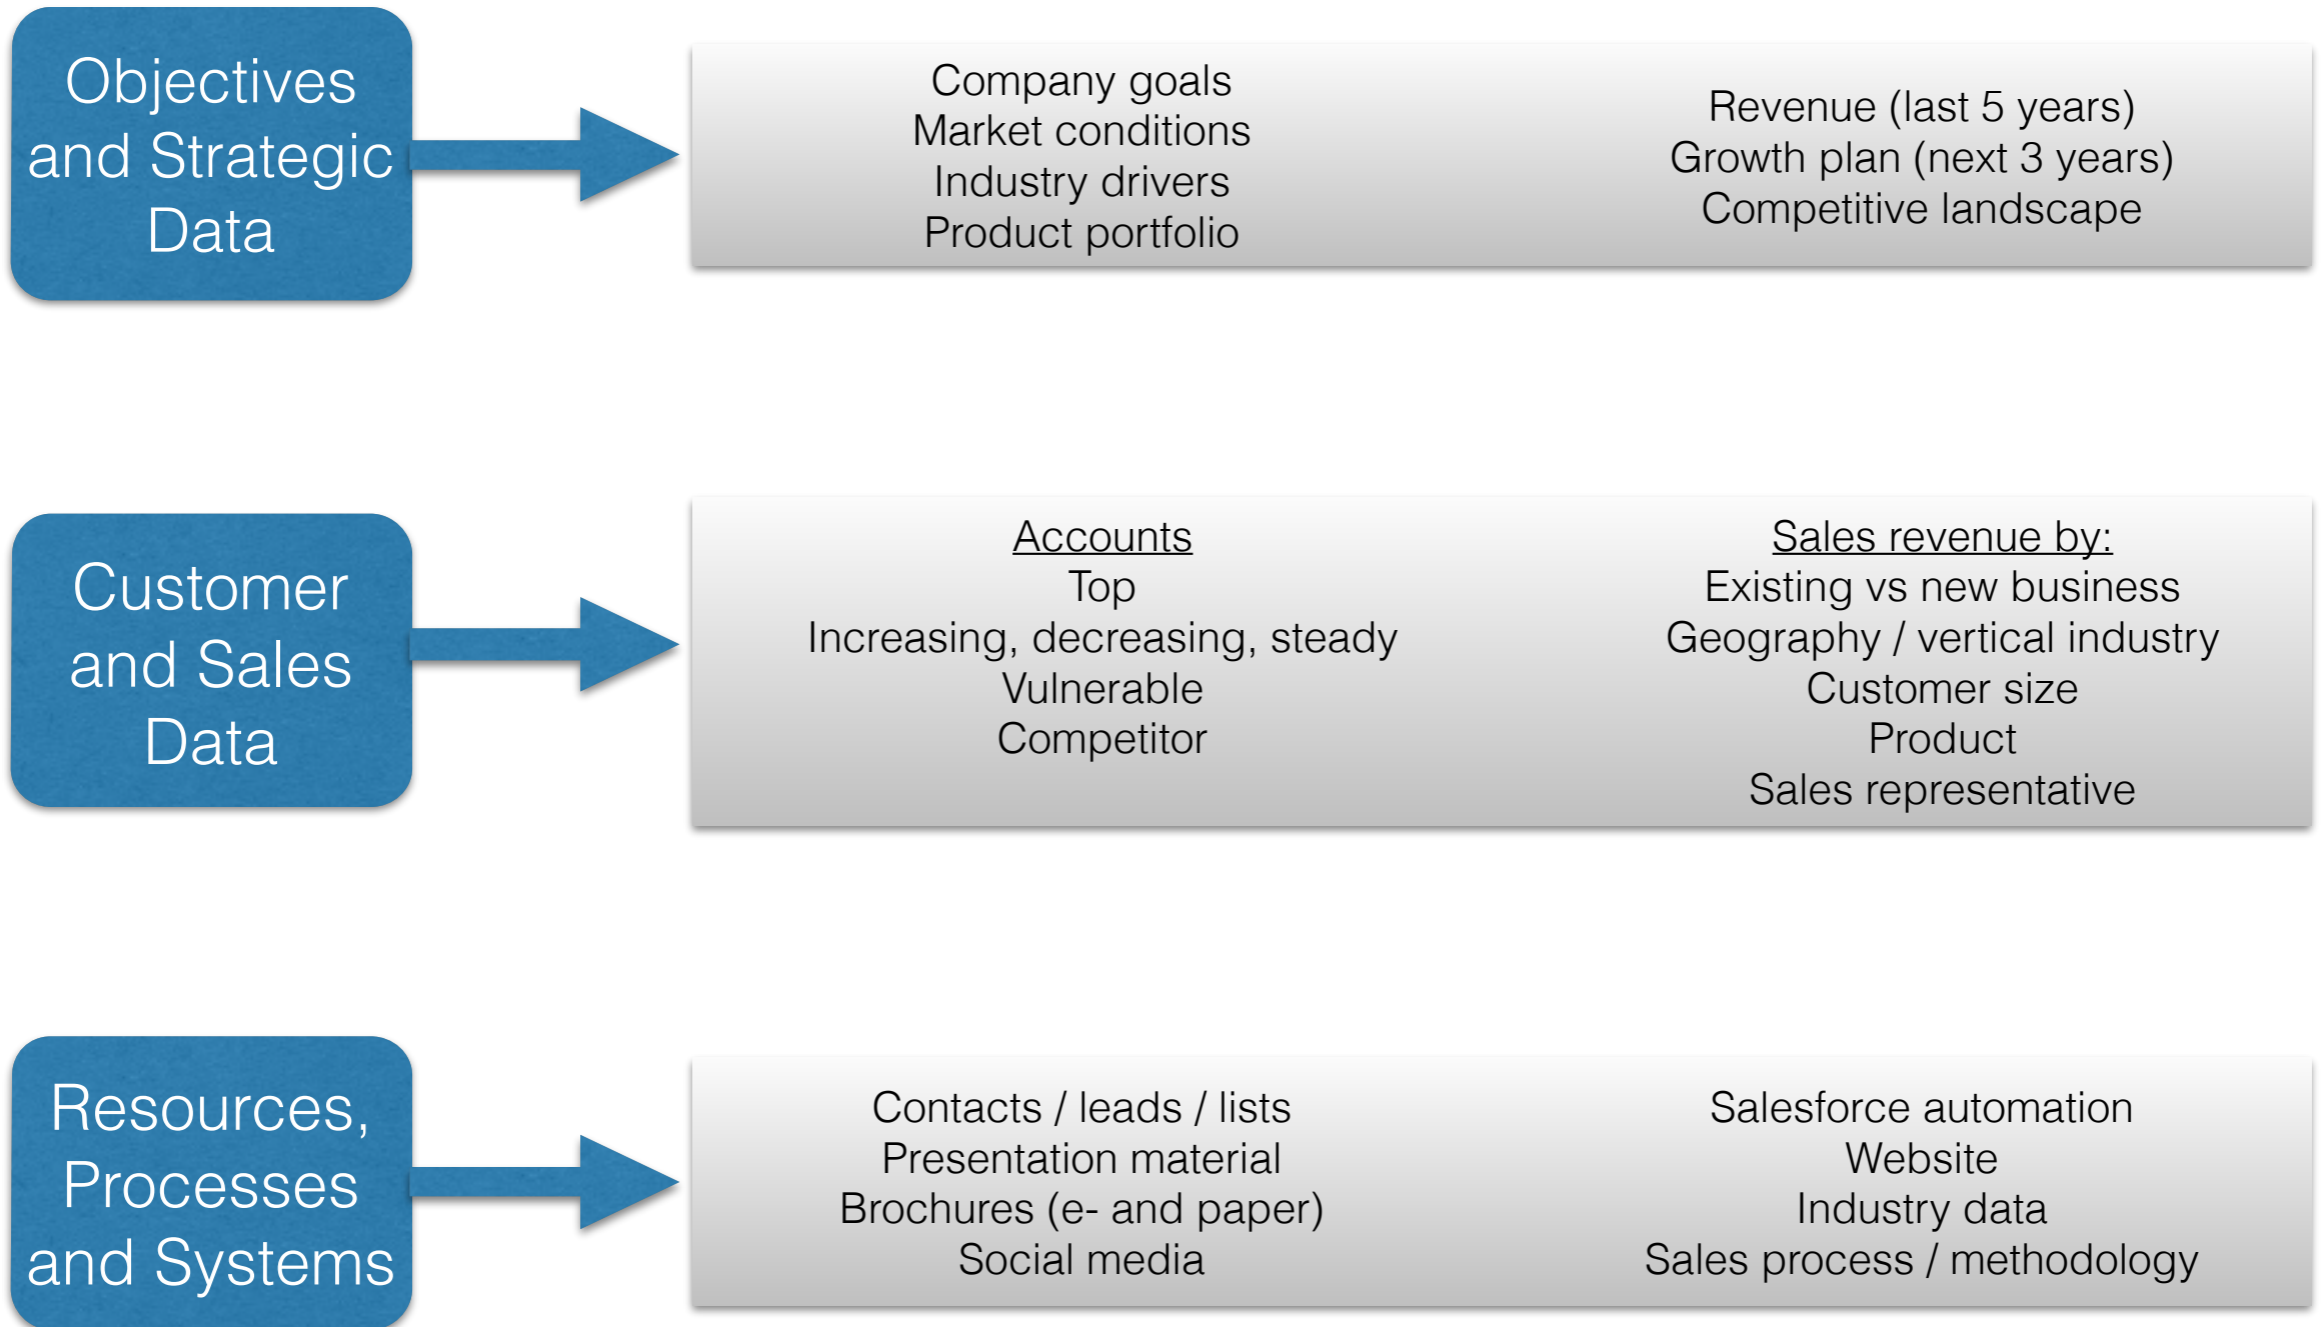 Objectives
and Strategic
Data
Company goals
Market conditions
Industry drivers
Product portfolio
Revenue (last 5 years)
Growth plan (next 3 years)
Competitive landscape
Customer
and Sales
Data
Accounts
Top
Increasing, decreasing, steady
Vulnerable
Competitor
Sales revenue by:
Existing vs new business
Geography / vertical industry
Customer size
Product
Sales representative
Resources,
Processes
and Systems
Contacts / leads / lists
Presentation material
Brochures (e- and paper)
Social media
Salesforce automation
Website
Industry data
Sales process / methodology